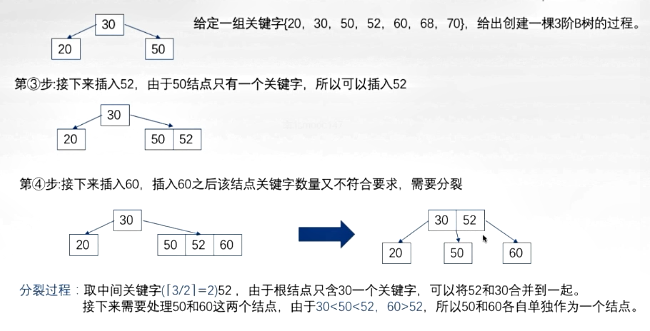 30
给定一组关键字{20，30，50，52，60，68，70}，给出创建一棵3阶B树的过程。
20 50
第③步:接下来插入52，由于50结点只有一个关键字，所以可以插入52
30
20 50 52
第④步:接下来插入60，插入60之后该结点关键字数量又不符合要求，需要分裂
30 30 52
20 50 52 60 20 50 60
分裂过程：取中间关键字(⌈3/2⌉=2)52，由于根结点只含30一个关键字，可以将52和30合并到一起。
接下来需要处理50和60这两个结点，由于30<50<52，60>52，所以50和60各自单独作为一个结点。